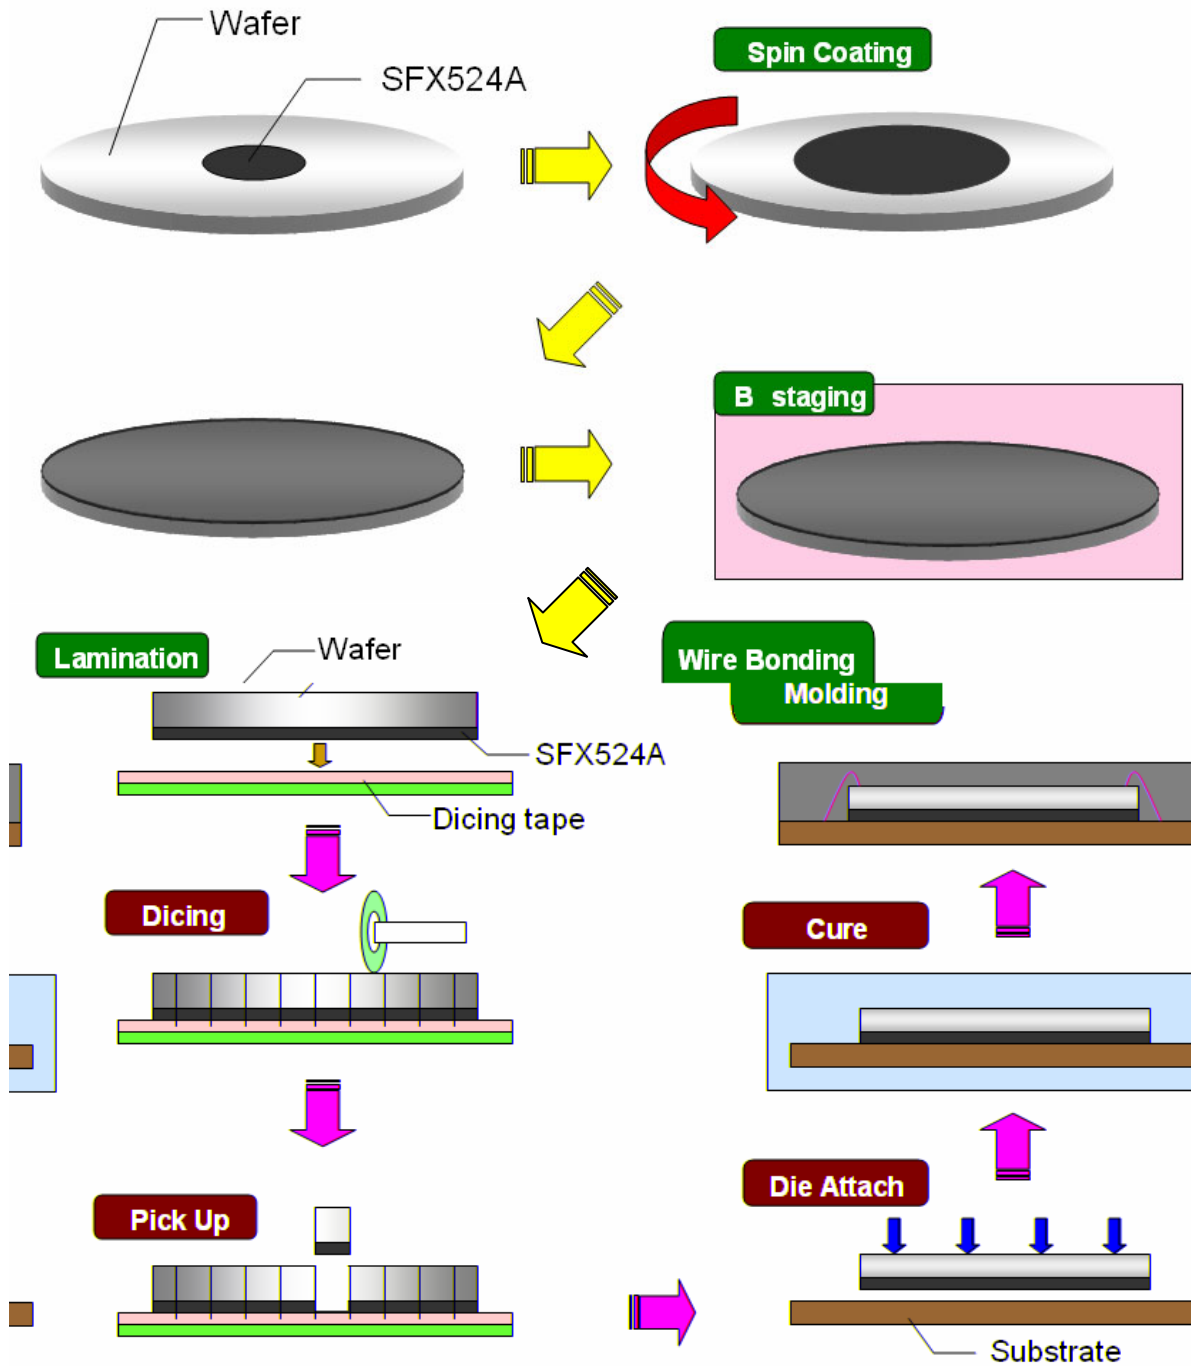 Wafer
SFX524A
Spin Coating
B staging
Lamination
Wafer
SFX524A
Dicing tape
Wire Bonding
Molding
Dicing
Cure
Pick Up
Die Attach
Substrate